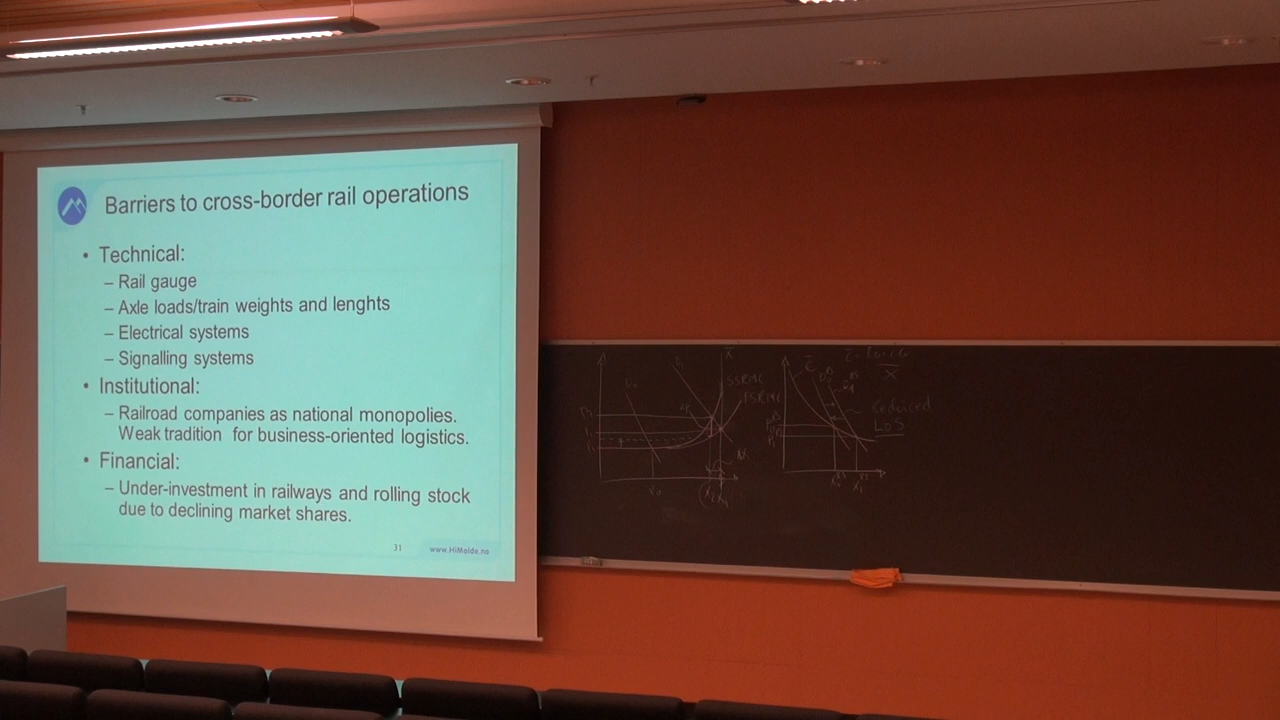 Barriers to cross-border rail operations
• Technical:
– Rail gauge
– Axle loads/train weights and lenghts
– Electrical systems
– Signalling systems
• Institutional:
– Railroad companies as national monopolies.
Weak tradition for business-oriented logistics.
• Financial:
– Under-investment in railways and rolling stock
due to declining market shares.
31
www.HiMolde.no
SSRMC
Reduced
LoS